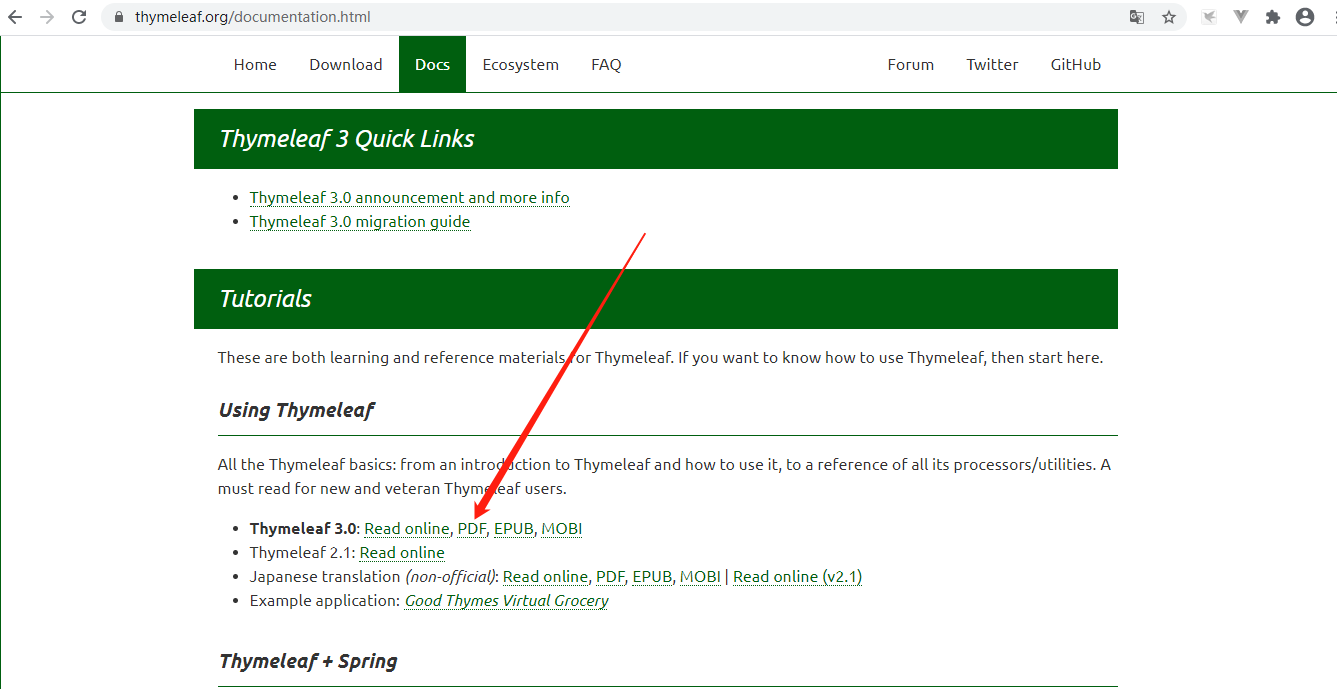 thymeleaf.org/documentation.html
Home Download Docs Ecosystem FAQ Forum Twitter GitHub
Thymeleaf 3 Quick Links
Thymeleaf 3.0 announcement and more info
Thymeleaf 3.0 migration guide
Tutorials
These are both learning and reference materials for Thymeleaf. If you want to know how to use Thymeleaf, then start here.
Using Thymeleaf
All the Thymeleaf basics: from an introduction to Thymeleaf and how to use it, to a reference of all its processors/utilities. A
must read for new and veteran Thymeleaf users.
Thymeleaf 3.0: Read online, PDF, EPUB, MOBI
Thymeleaf 2.1: Read online
Japanese translation (non-official): Read online, PDF, EPUB, MOBI | Read online (v2.1)
Example application: Good Thymes Virtual Grocery
Thymeleaf + Spring